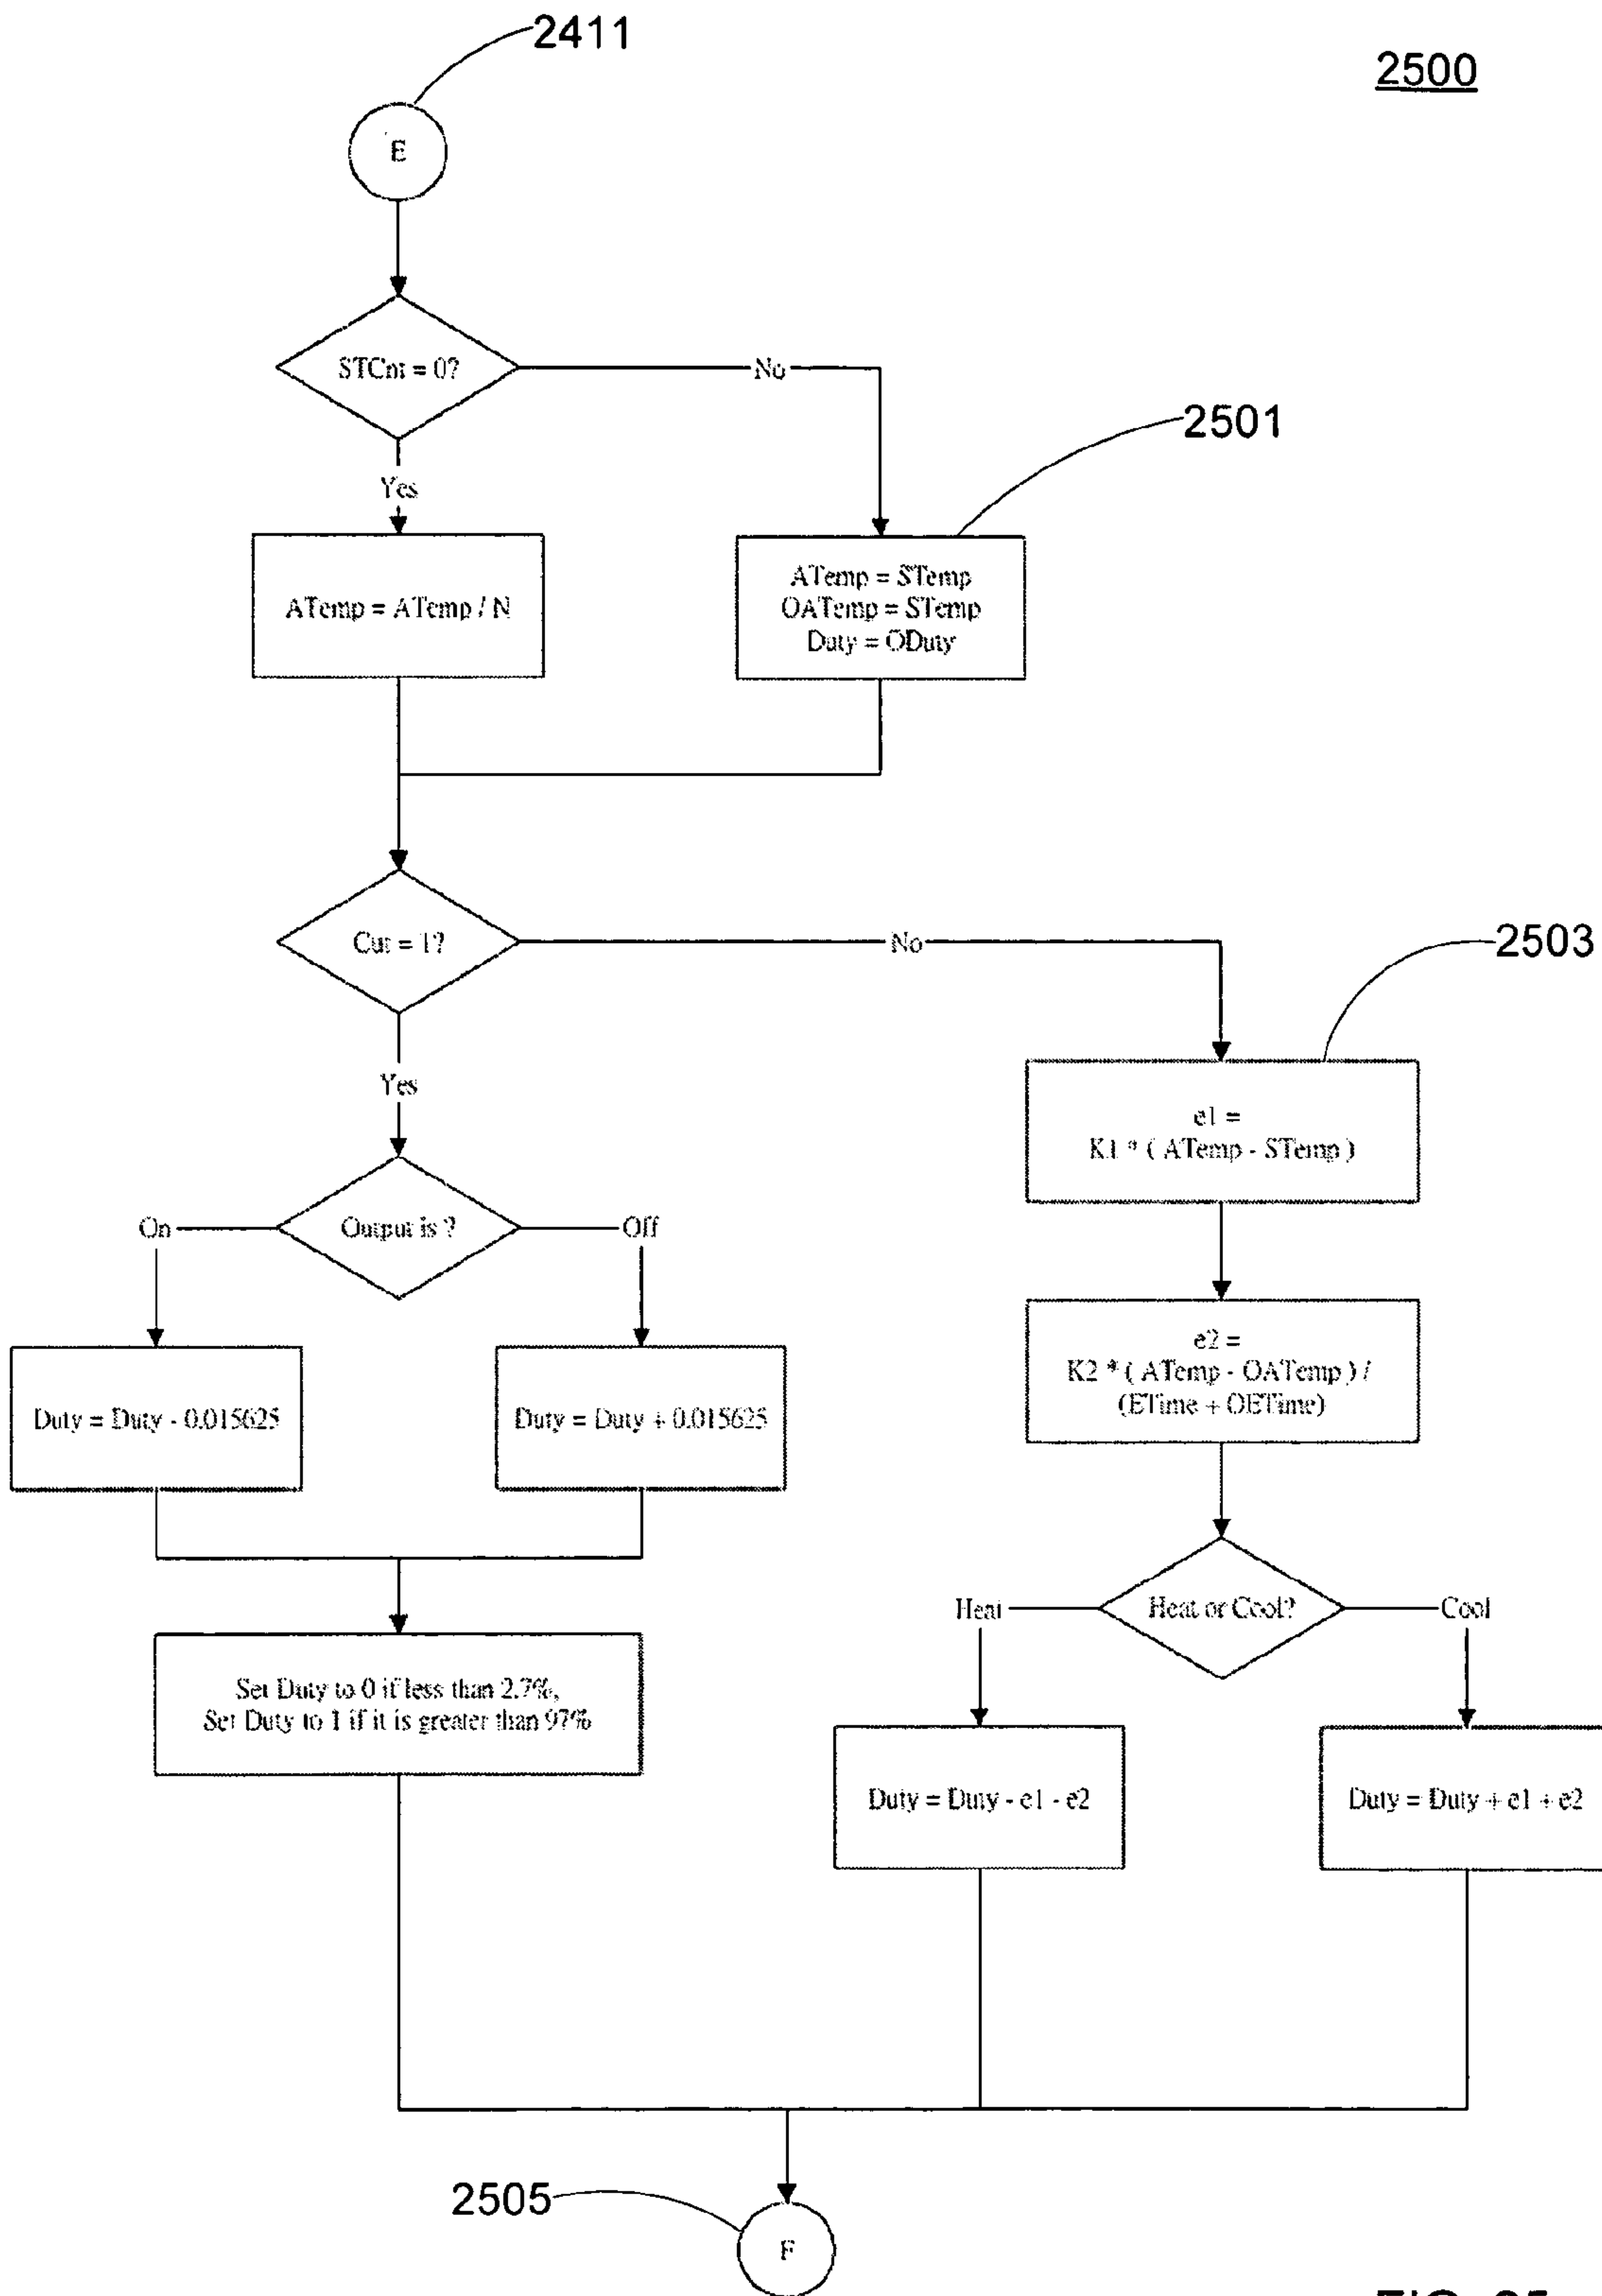 2411
2500
E
STCnt = 0?
No
2501
Yes
ATemp = ATemp / N
ATemp = STemp
OATemp = STemp
Duty = ODuty
Cut = 1?
No
2503
Yes
e1 =
K1 * ( ATemp - STemp )
On
Output is ?
Off
e2 =
K2 * ( ATemp - OATemp ) /
(ETime + OETime)
Duty = Duty - 0.015625
Duty = Duty + 0.015625
Heat
Heat or Cool?
Cool
Set Duty to 0 if less than 2.7%,
Set Duty to 1 if it is greater than 97%
Duty = Duty - e1 - e2
Duty = Duty + e1 + e2
2505
F